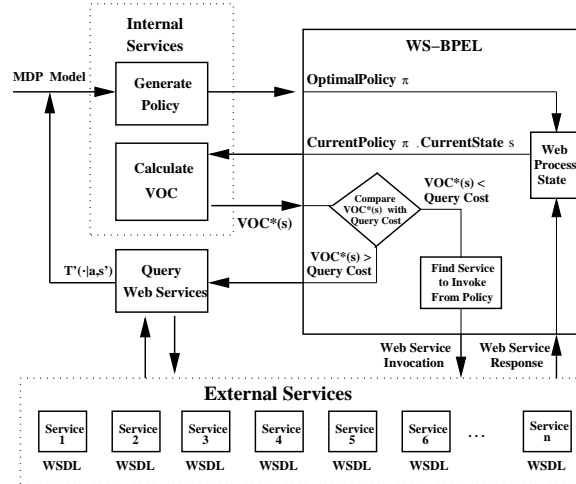 Internal
Services
WS-BPEL
MDP Model
Generate
Policy
OptimalPolicy π
CurrentPolicy π , CurrentState s
Web
Process
State
Calculate
VOC
VOC*(s)
Compare
VOC*(s) with
Query Cost
VOC*(s) <
Query Cost
VOC*(s) >
Query Cost
T'(·|a,s')
Query
Web Services
Find Service
to Invoke
From Policy
Web Service
Invocation
Web Service
Response
External Services
Service
1
Service
2
Service
3
Service
4
Service
5
Service
6
...
Service
n
WSDL
WSDL
WSDL
WSDL
WSDL
WSDL
WSDL